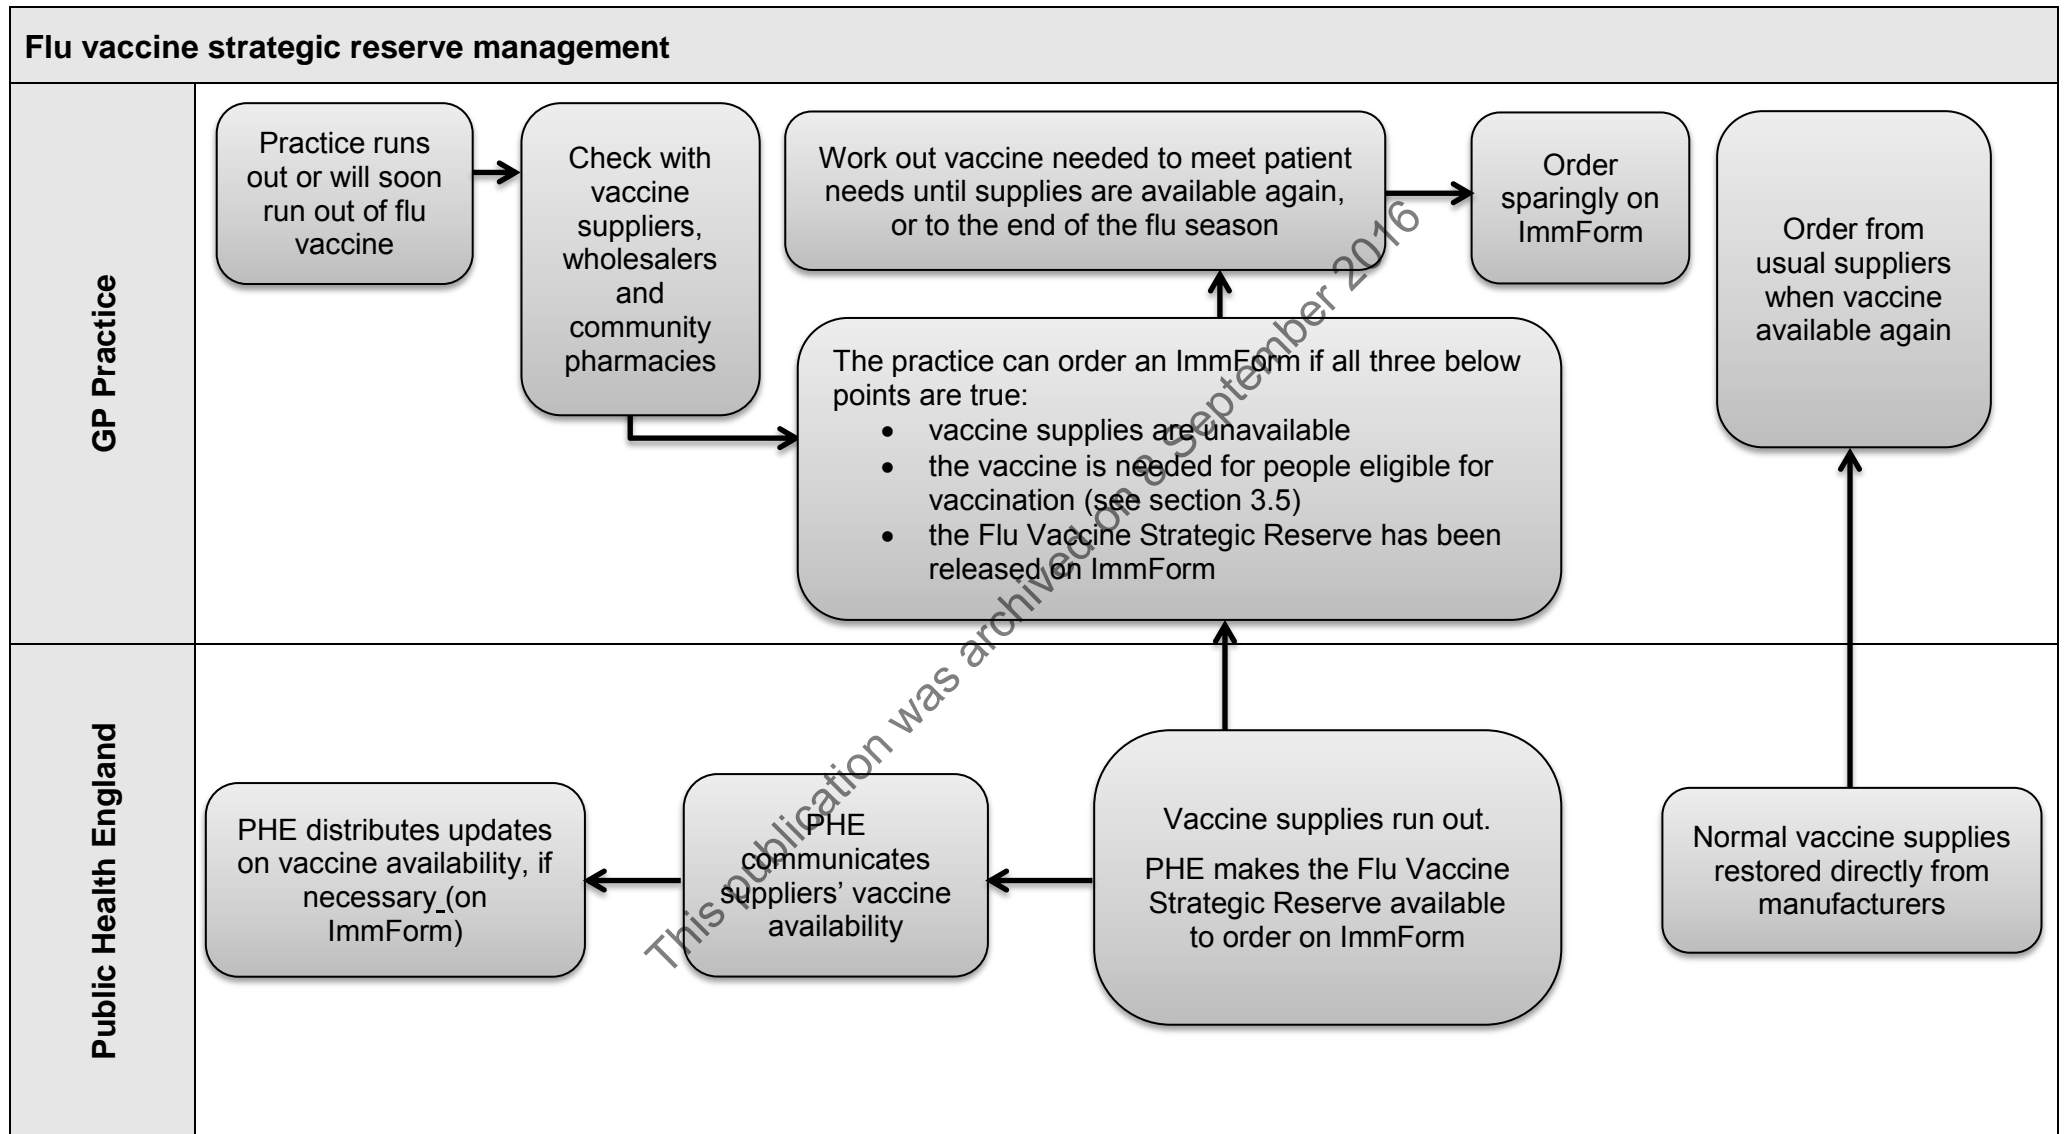 Flu vaccine strategic reserve management
GP Practice
Practice runs
out or will soon
run out of flu
vaccine
Check with
vaccine
suppliers,
wholesalers
and
community
pharmacies
Work out vaccine needed to meet patient
needs until supplies are available again,
or to the end of the flu season
Order
sparingly on
ImmForm
Order from
usual suppliers
when vaccine
available again
The practice can order an ImmForm if all three below
points are true:
• vaccine supplies are unavailable
• the vaccine is needed for people eligible for
vaccination (see section 3.5)
• the Flu Vaccine Strategic Reserve has been
released on ImmForm
Public Health England
PHE distributes updates
on vaccine availability, if
necessary (on
ImmForm)
PHE
communicates
suppliers’ vaccine
availability
Vaccine supplies run out.
PHE makes the Flu Vaccine
Strategic Reserve available
to order on ImmForm
Normal vaccine supplies
restored directly from
manufacturers
This publication was archived on 8 September 2016